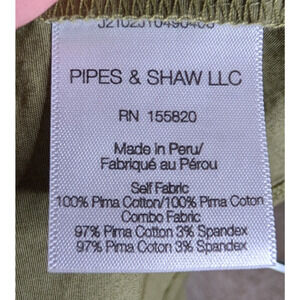 J2102J10490403
PIPES & SHAW LLC
RN 155820
Made in Peru/
Fabriqué au Pérou
Self Fabric
100% Pima Cotton/100% Pima Coton
Combo Fabric
97% Pima Cotton 3% Spandex
97% Pima Coton 3% Spandex